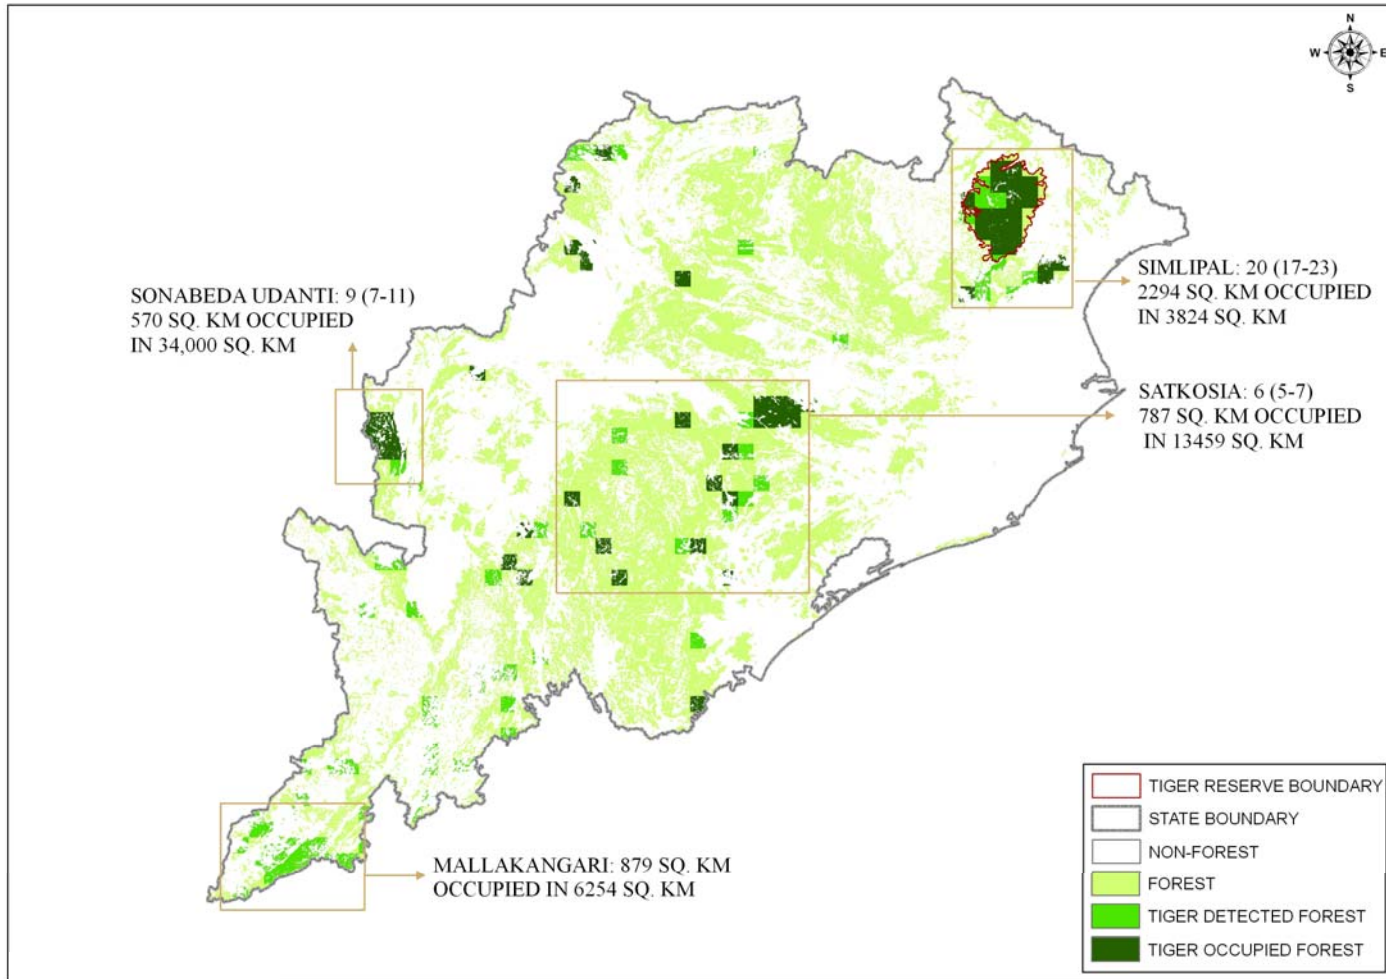 N
W
E
S
SONABEDA UDANTI: 9 (7-11)
570 SQ. KM OCCUPIED
IN 34,000 SQ. KM
SIMLIPAL: 20 (17-23)
2294 SQ. KM OCCUPIED
IN 3824 SQ. KM
SATKOSIA: 6 (5-7)
787 SQ. KM OCCUPIED
IN 13459 SQ. KM
MALLAKANGARI: 879 SQ. KM
OCCUPIED IN 6254 SQ. KM
TIGER RESERVE BOUNDARY
STATE BOUNDARY
NON-FOREST
FOREST
TIGER DETECTED FOREST
TIGER OCCUPIED FOREST